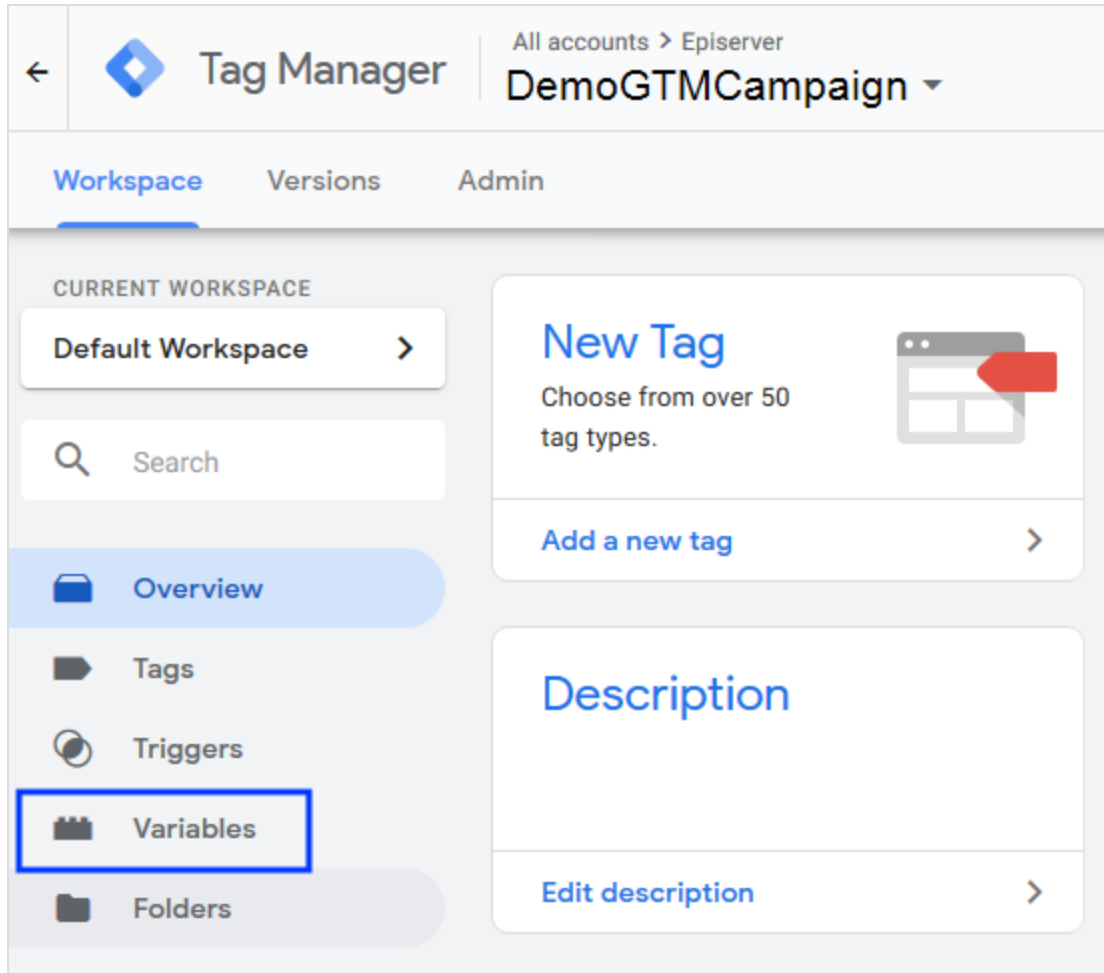 Tag Manager
All accounts > Episerver
DemoGTMCampaign
Workspace Versions Admin
CURRENT WORKSPACE
Default Workspace
Search
Overview
Tags
Triggers
Variables
Folders
New Tag
Choose from over 50
tag types.
Add a new tag
Description
Edit description